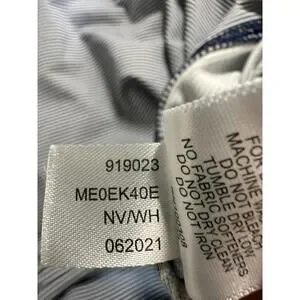 919023
ME0EK40E
NV/WH
062021
MACHINE
DO NOT BLEACH
TUMBLE DRY LOW
NO FABRIC SOFTENERS
DO NOT DRY CLEAN
DO NOT IRON